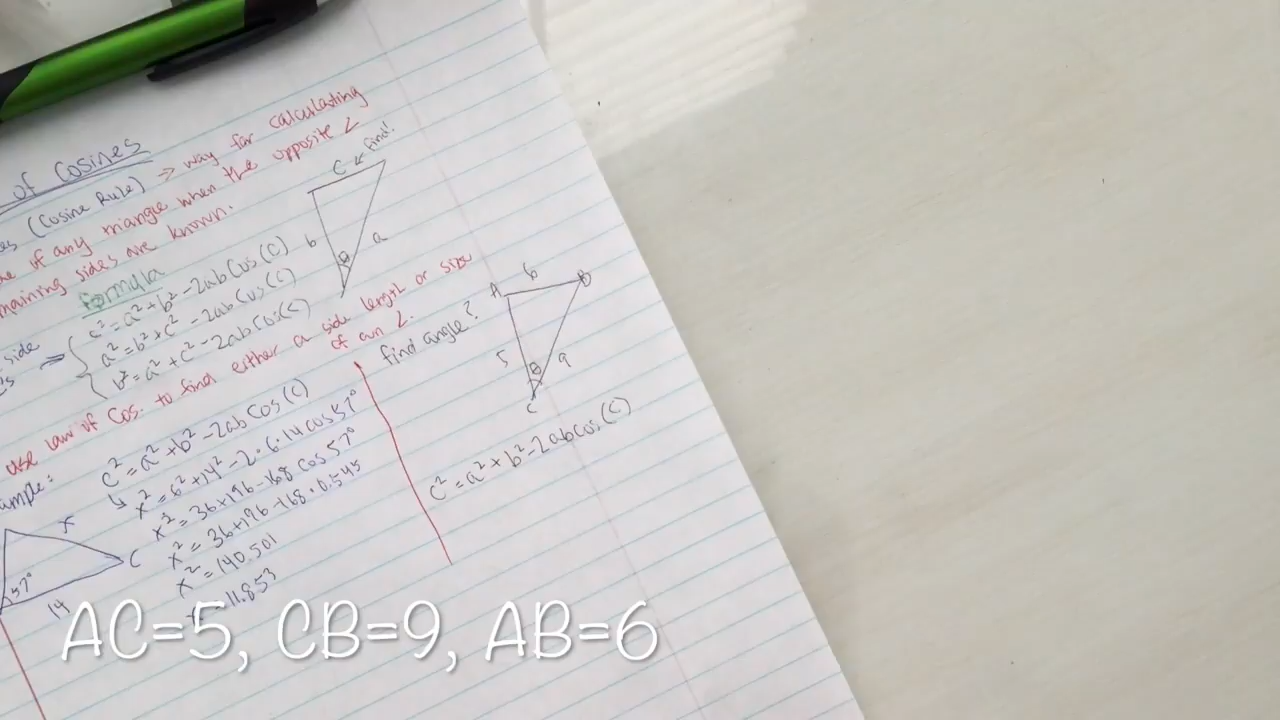 of Cosines
(Cosine Rule) → way for calculating
of any triangle when the opposite ∠
maining sides are known.
C ← find!
b
a
θ
formula
side
c² = a² + b² - 2ab Cos (C)
a² = b² + c² - 2ab Cos (C)
b² = a² + c² - 2ab Cos (C)
use law of Cos. to find either a side length or size
of an ∠.
ample:
c² = a² + b² - 2ab Cos (C)
x² = 6² + 14² - 2·6·14 cos 57°
x² = 36 + 196 - 168 cos 57°
x² = 36 + 196 - 168 · 0.545
x² = 140.501
11.853
x
C
57°
14
find angle?
A
6
B
5
θ
9
C
c² = a² + b² - 2ab cos (C)
AC=5, CB=9, AB=6